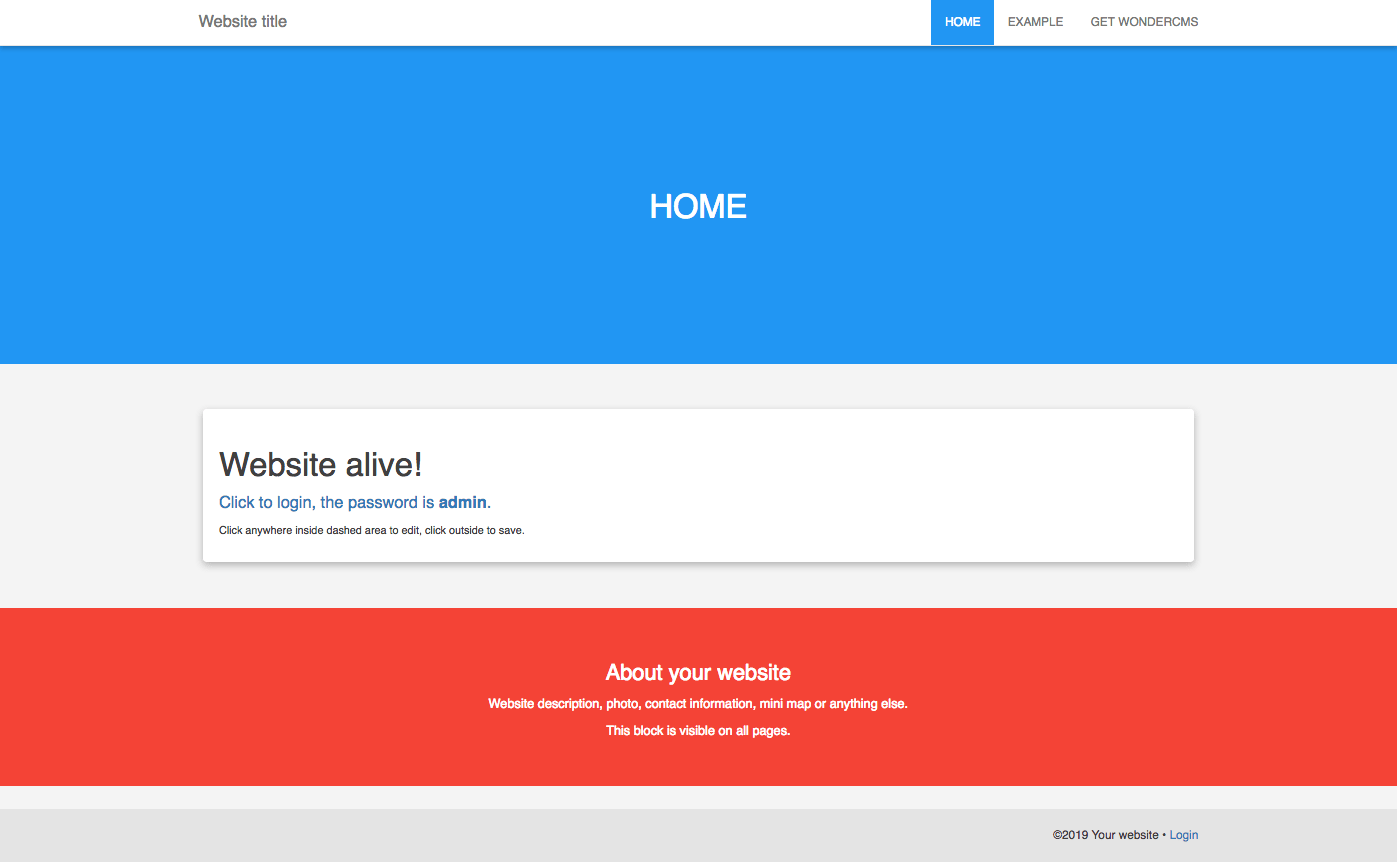 Website title
HOME
EXAMPLE
GET WONDERCMS
HOME
Website alive!
Click to login, the password is admin.
Click anywhere inside dashed area to edit, click outside to save.
About your website
Website description, photo, contact information, mini map or anything else.
This block is visible on all pages.
©2019 Your website • Login